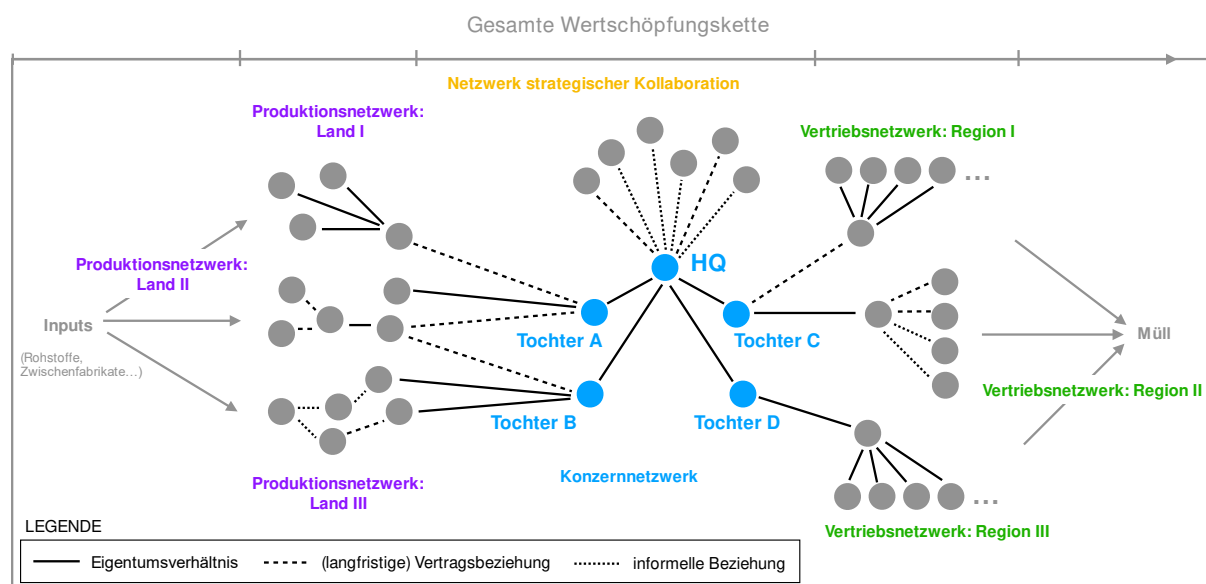 Gesamte Wertschöpfungskette
Netzwerk strategischer Kollaboration
Produktionsnetzwerk:
Land I
Vertriebsnetzwerk: Region I
...
HQ
Produktionsnetzwerk:
Land II
Inputs
(Rohstoffe,
Zwischenfabrikate…)
Tochter A
Tochter C
Müll
Vertriebsnetzwerk: Region II
Tochter B
Tochter D
Konzernnetzwerk
Produktionsnetzwerk:
Land III
...
Vertriebsnetzwerk: Region III
LEGENDE
Eigentumsverhältnis
(langfristige) Vertragsbeziehung
informelle Beziehung